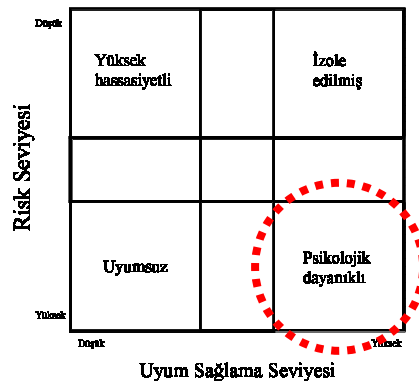 Düşük
Yüksek
hassasiyetli
İzole
edilmiş
Risk Seviyesi
Uyumsuz
Psikolojik
dayanıklı
Yüksek
Düşük
Yüksek
Uyum Sağlama Seviyesi